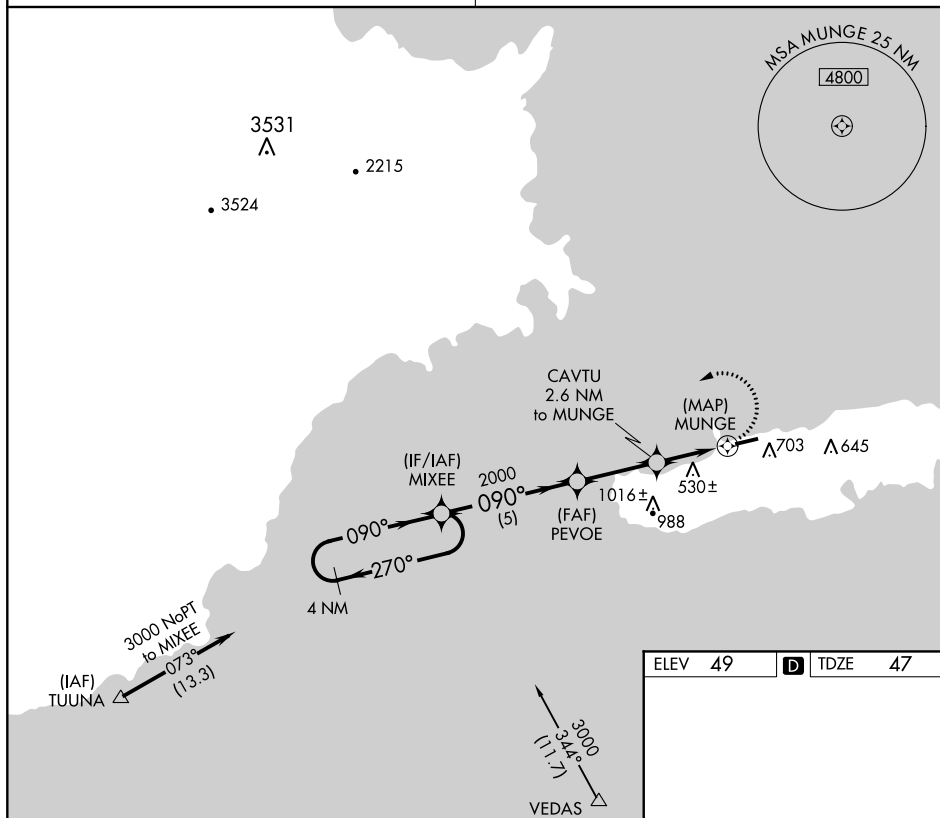 MSA MUNGE 25 NM
4800
3531
2215
3524
CAVTU
2.6 NM
to MUNGE
(MAP)
MUNGE
703
645
(IF/IAF)
MIXEE
2000
090°
(5)
1016±
530±
988
(FAF)
PEVOE
090°
270°
4 NM
3000 NoPT
to MIXEE
073°
(13.3)
(IAF)
TUUNA
3000
344°
(11.7)
VEDAS
ELEV 49 D TDZE 47